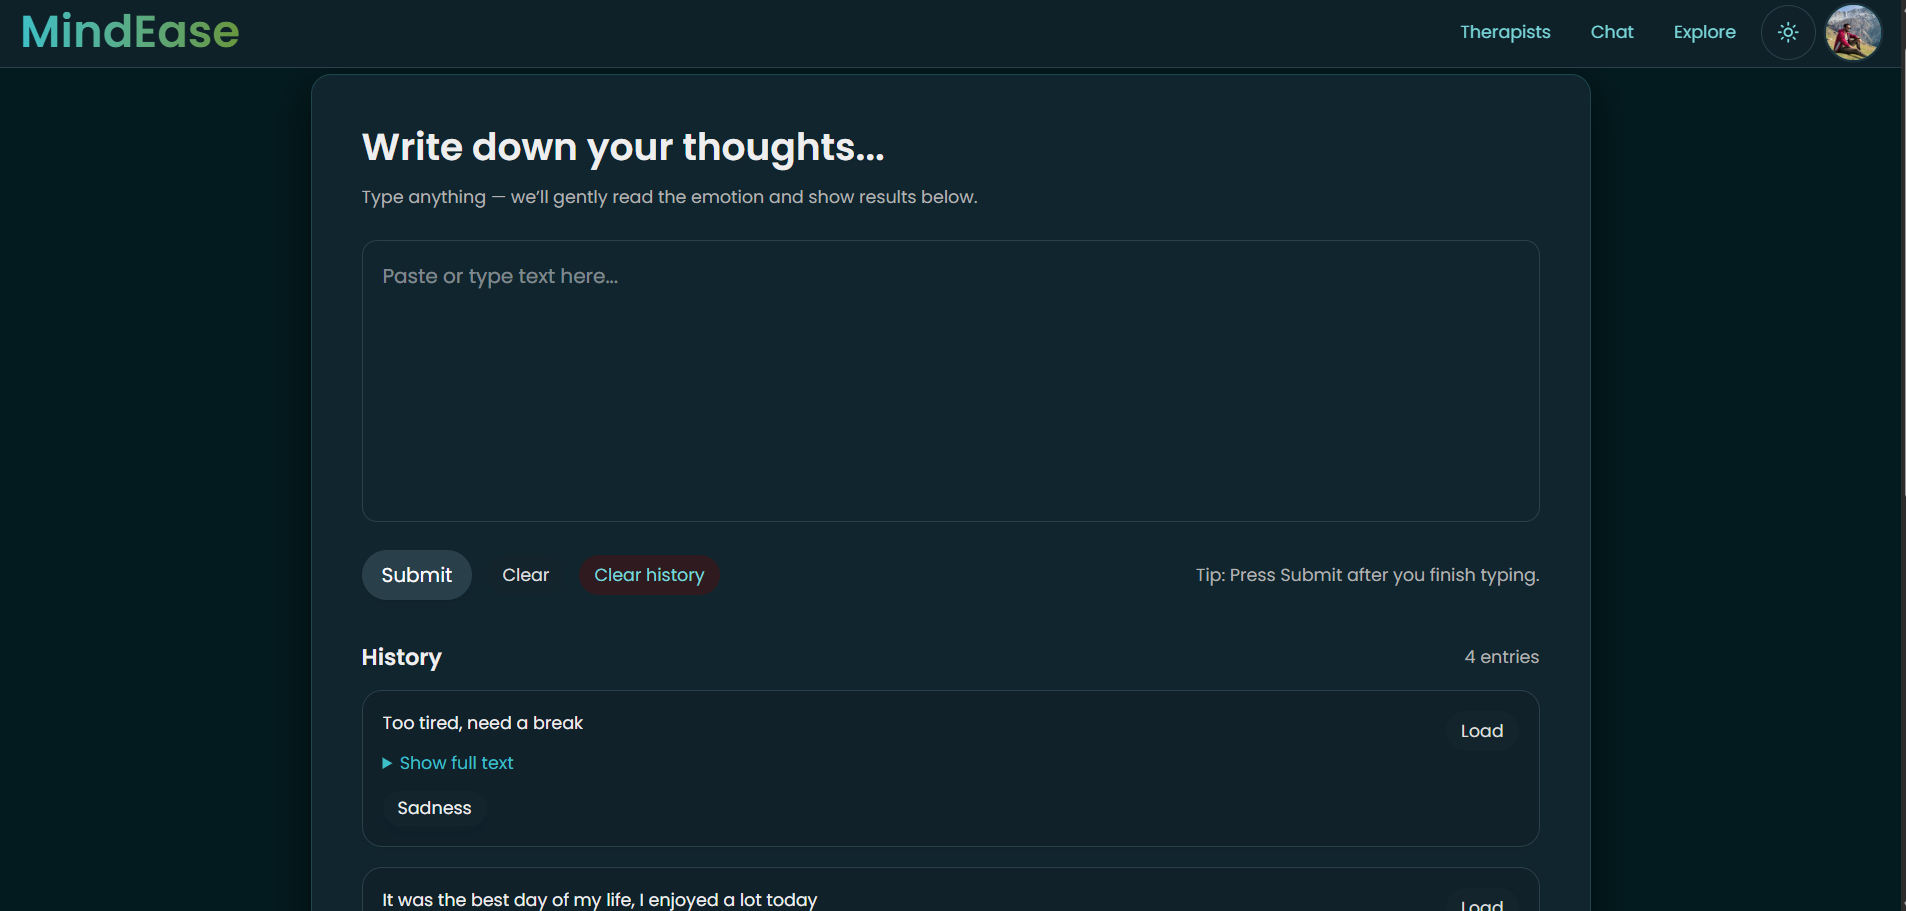 MindEase
Therapists
Chat
Explore
Write down your thoughts...
Type anything — we’ll gently read the emotion and show results below.
Paste or type text here...
Submit
Clear
Clear history
Tip: Press Submit after you finish typing.
History
4 entries
Too tired, need a break
Load
▶ Show full text
Sadness
It was the best day of my life, I enjoyed a lot today
Load